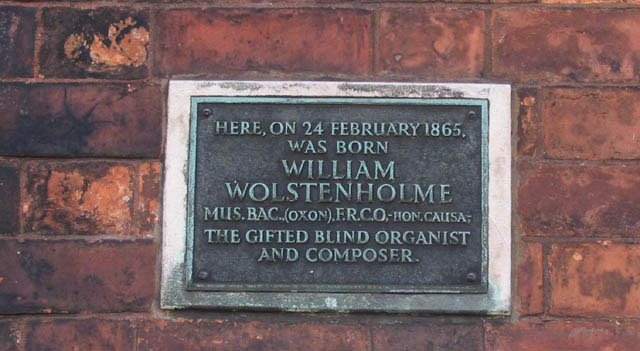 HERE, ON 24 FEBRUARY 1865,
WAS BORN
WILLIAM
WOLSTENHOLME
MUS. BAC., (OXON), F.R.C.O., - HON. CAUSA, -
THE GIFTED BLIND ORGANIST
AND COMPOSER.